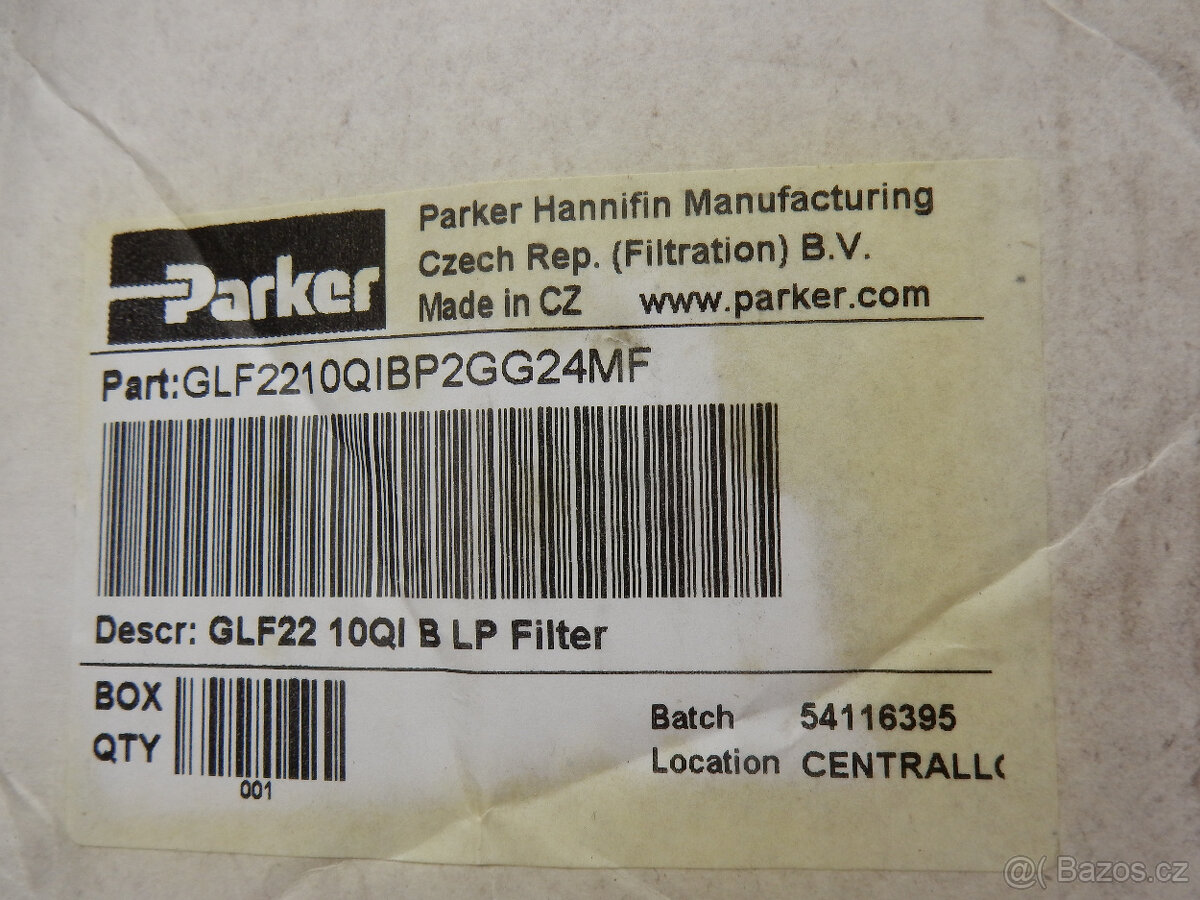 Parker
Parker Hannifin Manufacturing
Czech Rep. (Filtration) B.V.
Made in CZ www.parker.com
Part:GLF2210QIBP2GG24MF
Descr: GLF22 10QI B LP Filter
BOX
QTY
001
Batch 54116395
Location CENTRALLC
@( Bazos.cz